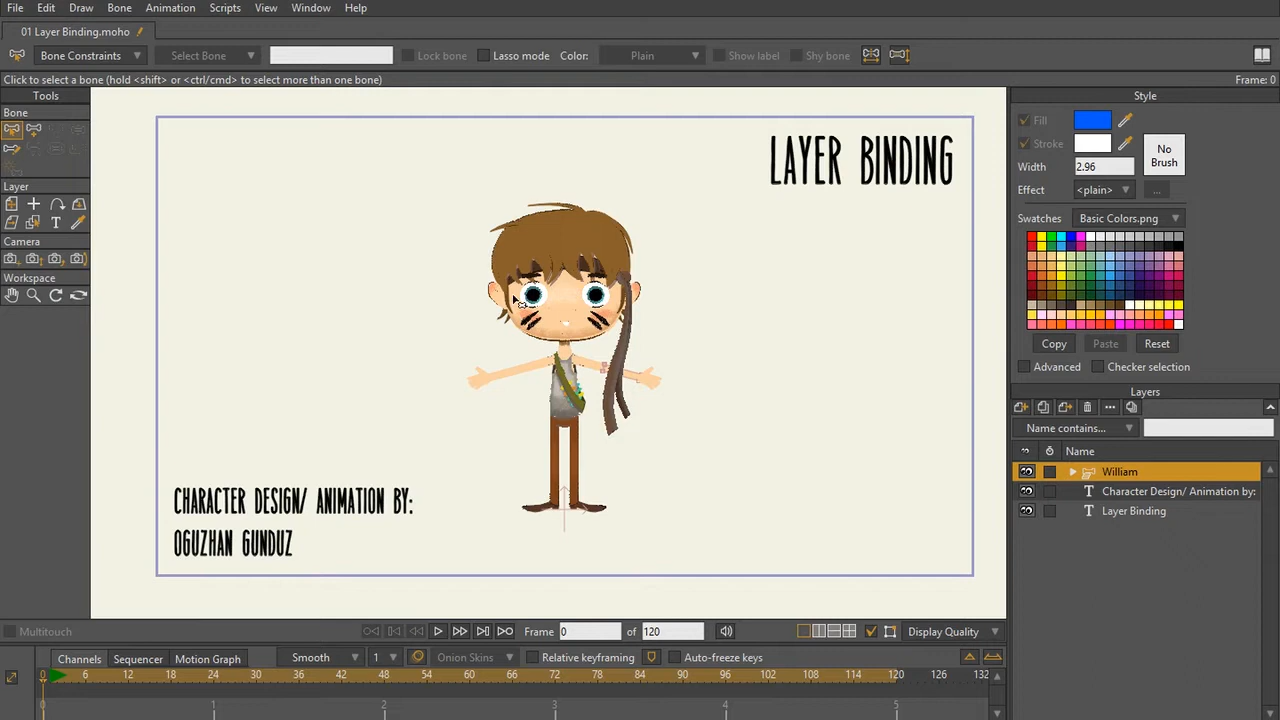 File Edit Draw Bone Animation Scripts View Window Help
01 Layer Binding.moho
Bone Constraints Select Bone Lock bone Lasso mode Color: Plain Show label Shy bone
Click to select a bone (hold <shift> or <ctrl/cmd> to select more than one bone) Frame: 0
Tools
Bone
Layer
Camera
Workspace
LAYER BINDING
CHARACTER DESIGN/ ANIMATION BY:
OGUZHAN GUNDUZ
Style
Fill
Stroke
No Brush
Width 2.96
Effect <plain> ...
Swatches Basic Colors.png
Copy Paste Reset
Advanced Checker selection
Layers
Name contains...
Name
William
Character Design/ Animation by:
Layer Binding
Multitouch Frame 0 of 120 Display Quality
Channels Sequencer Motion Graph Smooth 1 Onion Skins Relative keyframing Auto-freeze keys
0 6 12 18 24 30 36 42 48 54 60 66 72 78 84 90 96 102 108 114 120 126 132
0 1 2 3 4 5